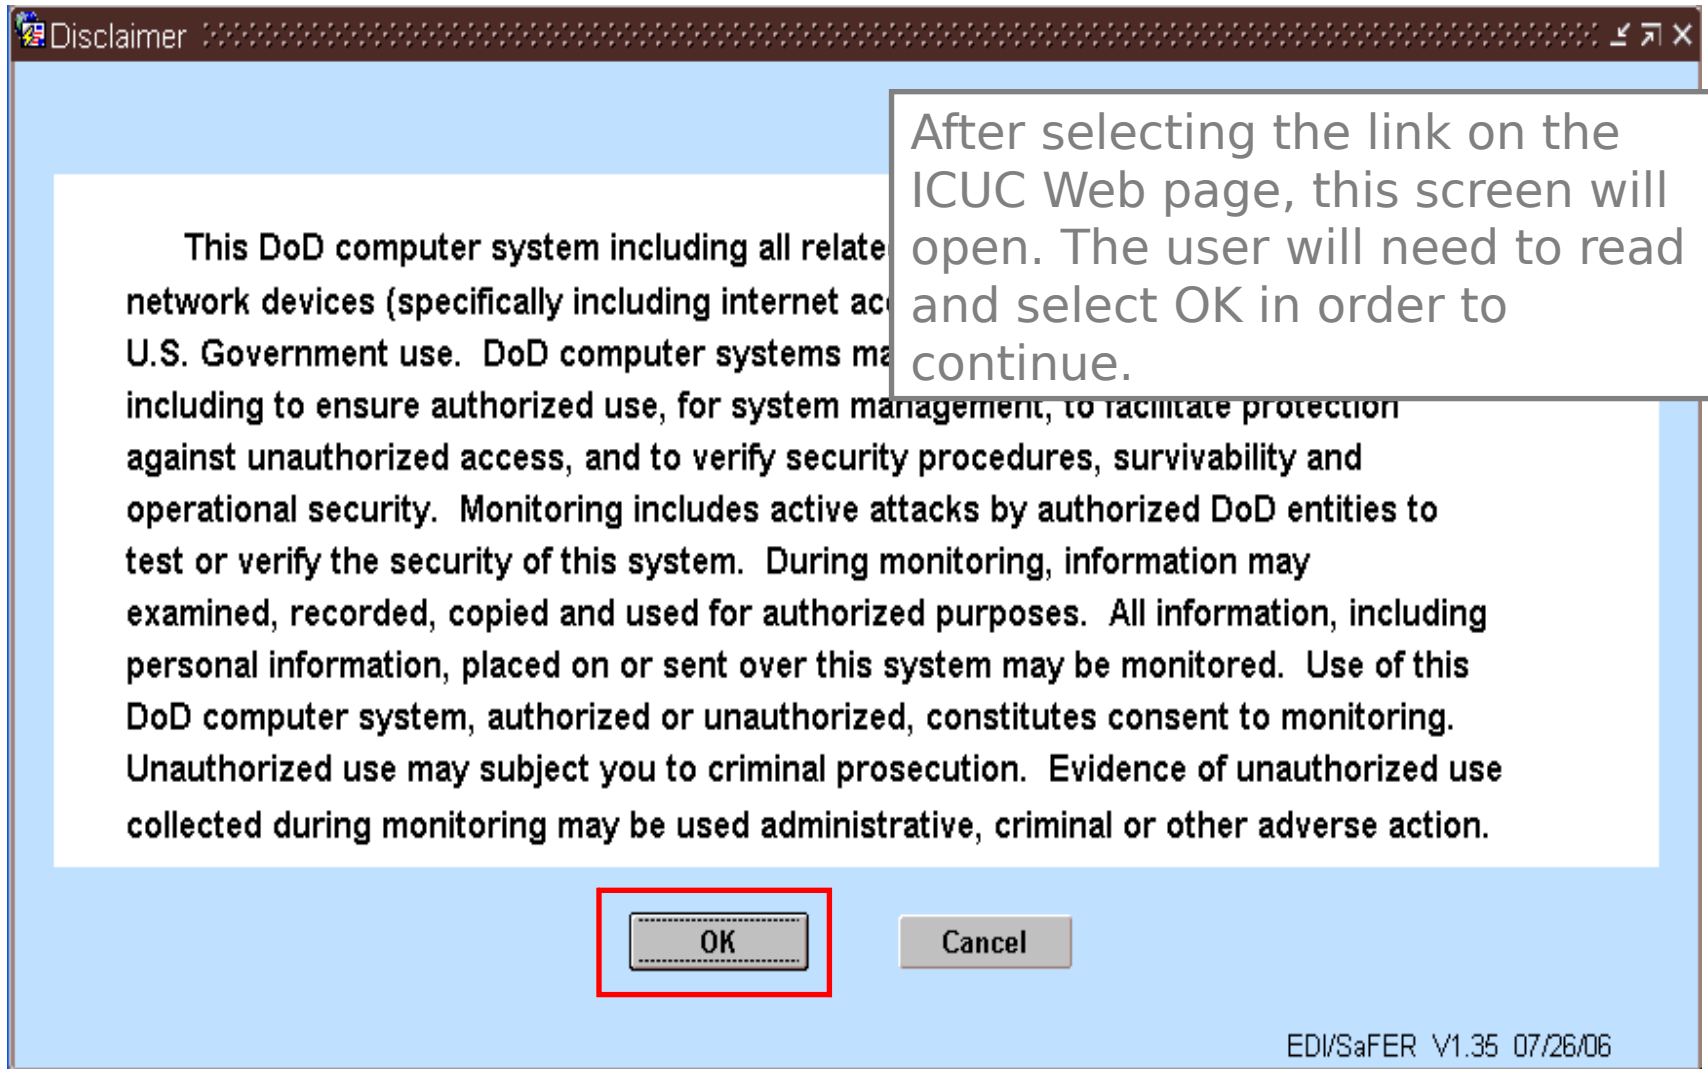 Disclaimer
After selecting the link on the
ICUC Web page, this screen will
open. The user will need to read
and select OK in order to
continue.
This DoD computer system including all relate
network devices (specifically including internet ac
U.S. Government use.  DoD computer systems ma
including to ensure authorized use, for system management, to facilitate protection
against unauthorized access, and to verify security procedures, survivability and
operational security.  Monitoring includes active attacks by authorized DoD entities to
test or verify the security of this system.  During monitoring, information may
examined, recorded, copied and used for authorized purposes.  All information, including
personal information, placed on or sent over this system may be monitored.  Use of this
DoD computer system, authorized or unauthorized, constitutes consent to monitoring.
Unauthorized use may subject you to criminal prosecution.  Evidence of unauthorized use
collected during monitoring may be used administrative, criminal or other adverse action.
OK
Cancel
EDI/SaFER  V1.35  07/26/06